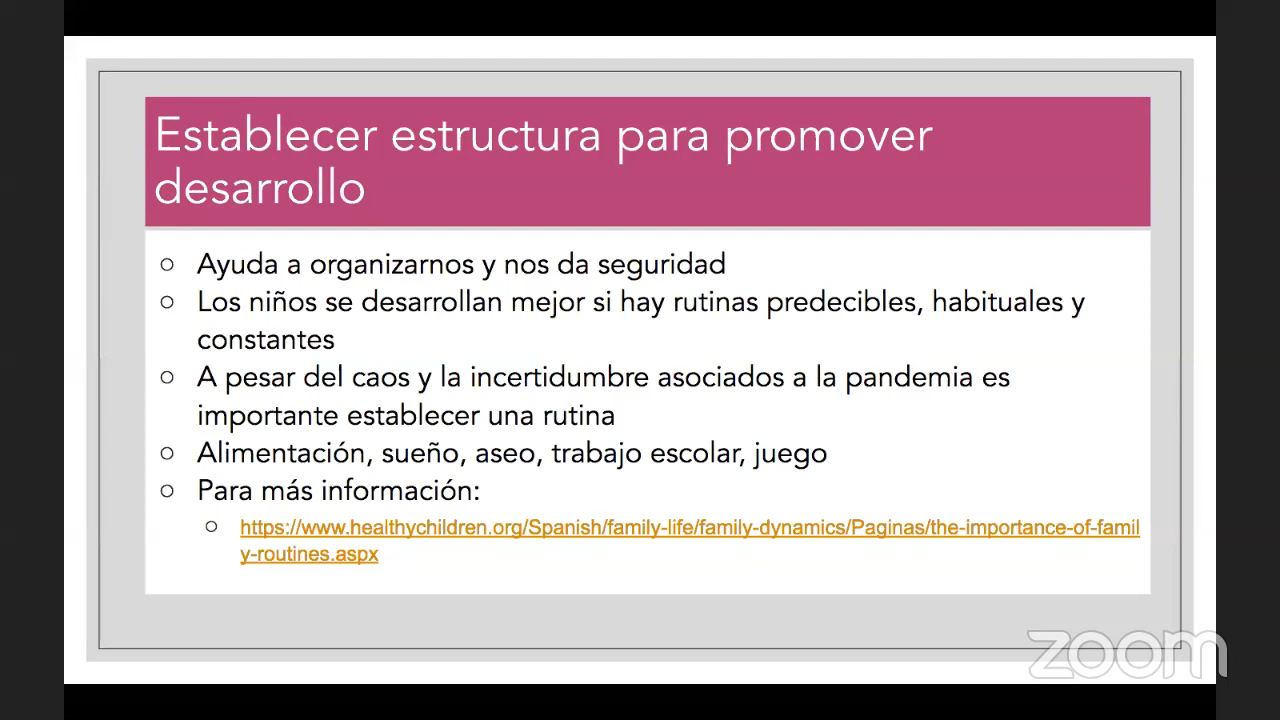 Establecer estructura para promover
desarrollo
○ Ayuda a organizarnos y nos da seguridad
○ Los niños se desarrollan mejor si hay rutinas predecibles, habituales y
constantes
○ A pesar del caos y la incertidumbre asociados a la pandemia es
importante establecer una rutina
○ Alimentación, sueño, aseo, trabajo escolar, juego
○ Para más información:
○ https://www.healthychildren.org/Spanish/family-life/family-dynamics/Paginas/the-importance-of-famil
y-routines.aspx
zoom